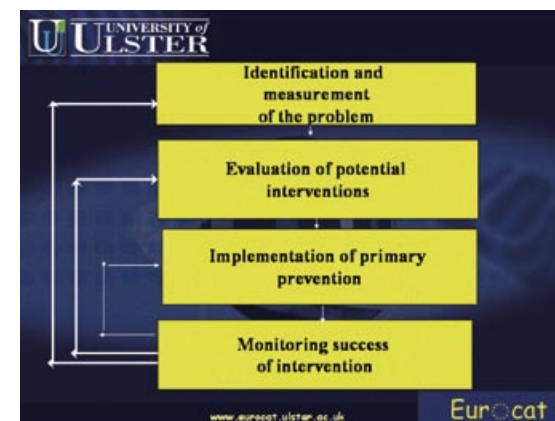 UNIVERSITY of
ULSTER
Identification and
measurement
of the problem
Evaluation of potential
interventions
Implementation of primary
prevention
Monitoring success
of intervention
www.eurocat.ulster.ac.uk
Eurocat